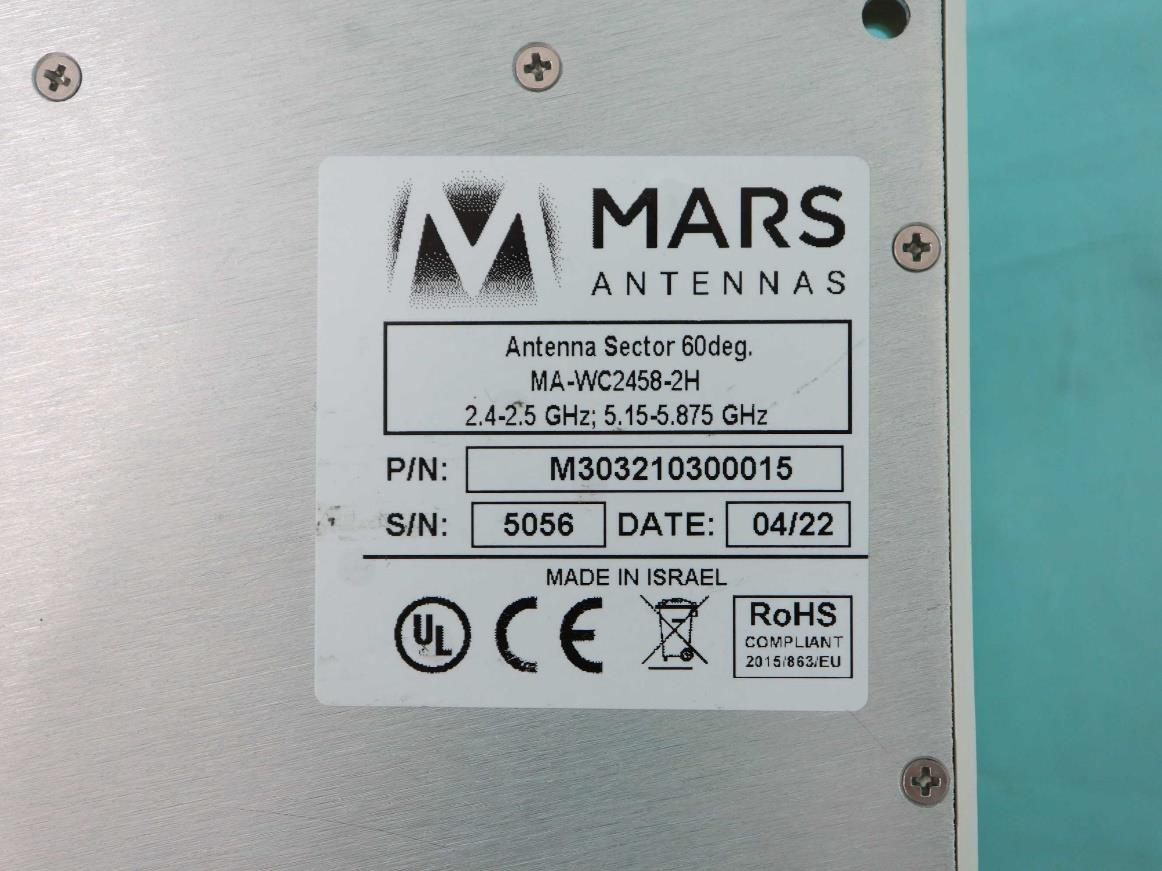 MARS
ANTENNAS
Antenna Sector 60deg.
MA-WC2458-2H
2.4-2.5 GHz; 5.15-5.875 GHz
P/N: M303210300015
S/N: 5056 DATE: 04/22
MADE IN ISRAEL
UL CE RoHS
COMPLIANT
2015/863/EU